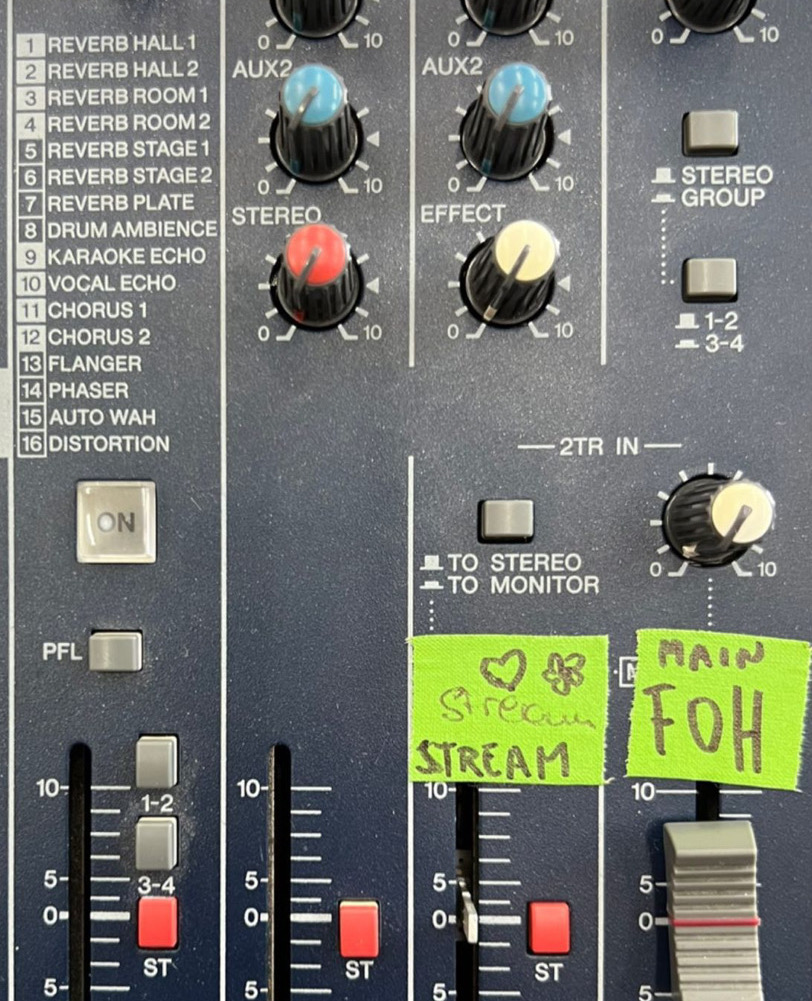 0 10
0 10
0 10
1 REVERB HALL 1
2 REVERB HALL 2
3 REVERB ROOM 1
4 REVERB ROOM 2
5 REVERB STAGE 1
6 REVERB STAGE 2
7 REVERB PLATE
8 DRUM AMBIENCE
9 KARAOKE ECHO
10 VOCAL ECHO
11 CHORUS 1
12 CHORUS 2
13 FLANGER
14 PHASER
15 AUTO WAH
16 DISTORTION
ON
PFL
10
1-2
5
3-4
0
ST
5
AUX2
0 10
STEREO
0 10
10
5
0
ST
5
AUX2
0 10
EFFECT
0 10
STEREO
GROUP
1-2
3-4
2TR IN
TO STEREO
TO MONITOR
0 10
Stream
STREAM
10
5
0
ST
5
MAIN
FOH
10
5
0
5